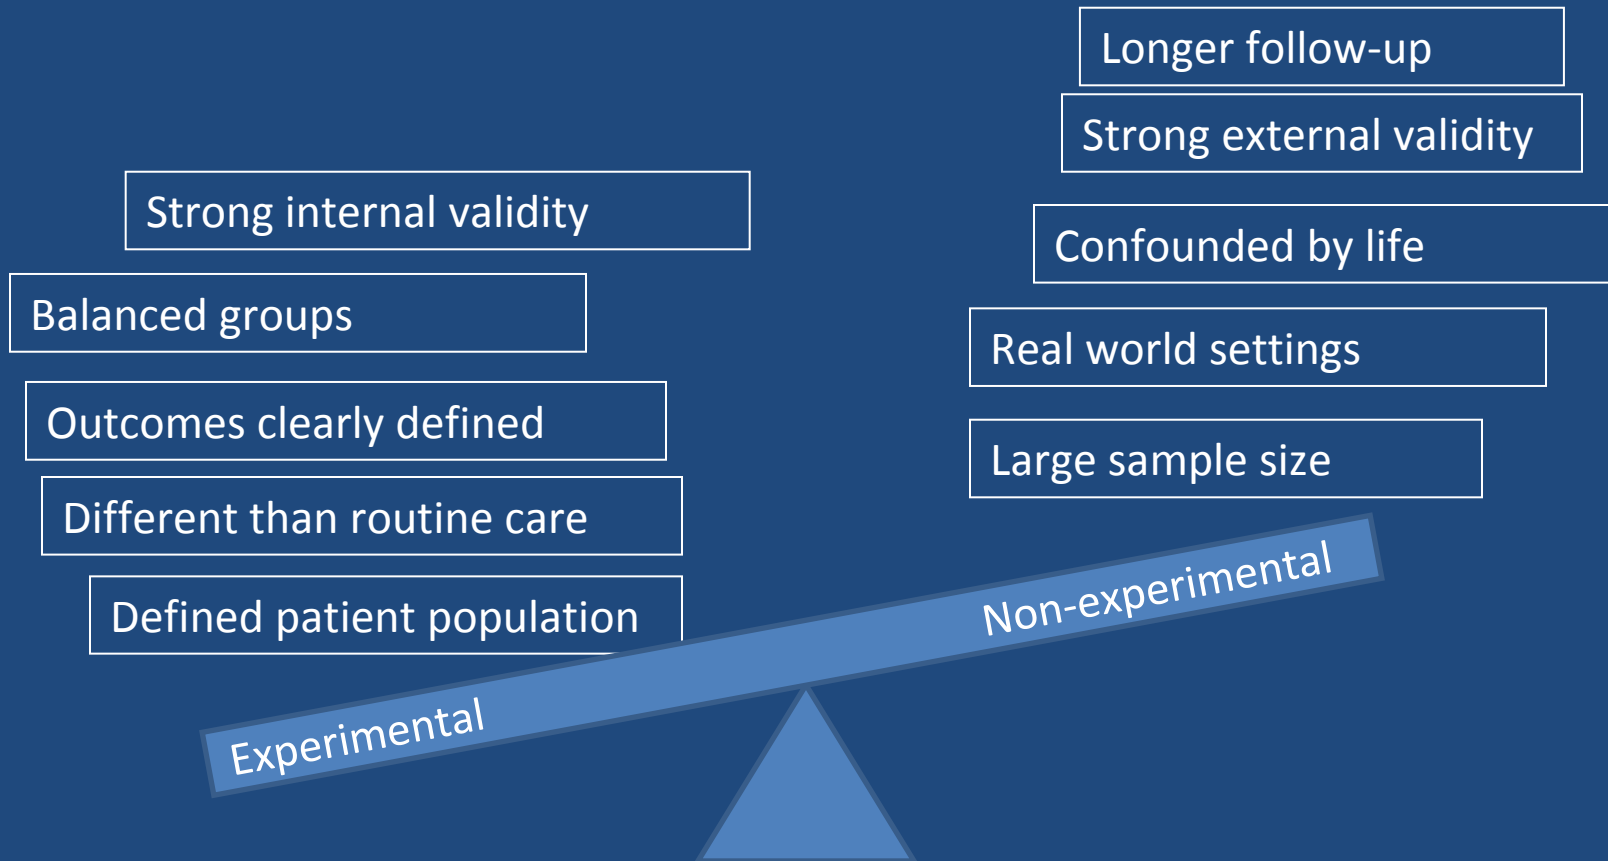 Strong internal validity
Balanced groups
Outcomes clearly defined
Different than routine care
Defined patient population
Experimental
Longer follow-up
Strong external validity
Confounded by life
Real world settings
Large sample size
Non-experimental